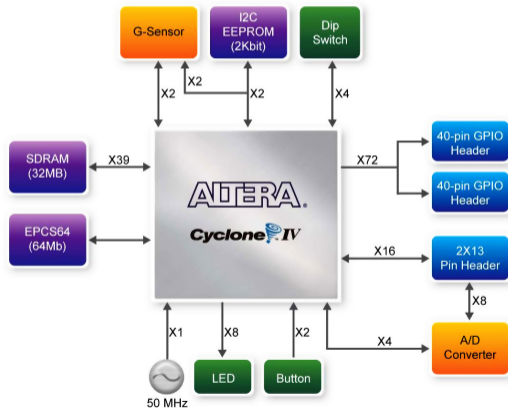 G-Sensor
I2C
EEPROM
(2Kbit)
Dip
Switch
X2
X2
X2
X4
SDRAM
(32MB)
X39
EPCS64
(64Mb)
ALTERA.
Cyclone IV
X72
40-pin GPIO
Header
40-pin GPIO
Header
X16
2X13
Pin Header
X8
X4
A/D
Converter
X1
X8
X2
50 MHz
LED
Button